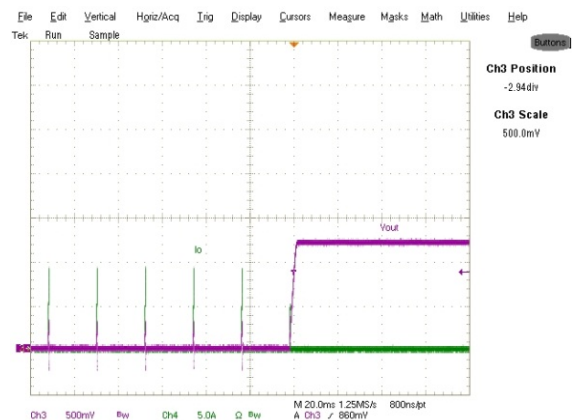 File Edit Vertical Horiz/Acq Trig Display Cursors Measure Masks Math Utilities Help
Tek Run Sample
Buttons
Ch3 Position
-2.94div
Ch3 Scale
500.0mV
Vout
Io
T
Ch3 500mV Bw Ch4 5.0A Ω Bw
M 20.0ms 1.25MS/s 800ns/pt
A Ch3 / 860mV